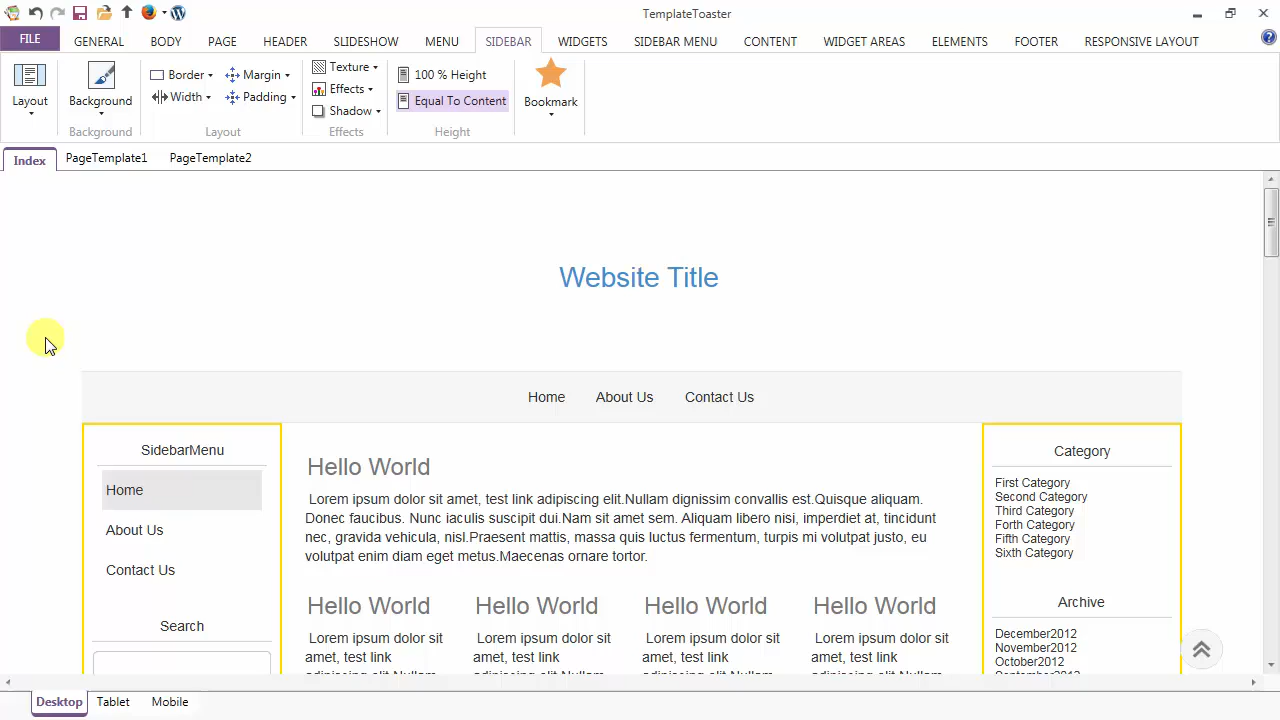 TemplateToaster
FILE GENERAL BODY PAGE HEADER SLIDESHOW MENU SIDEBAR WIDGETS SIDEBAR MENU CONTENT WIDGET AREAS ELEMENTS FOOTER RESPONSIVE LAYOUT
Layout
Background
Background
Border Margin
Width Padding
Layout
Texture
Effects
Shadow
Effects
100 % Height
Equal To Content
Height
Bookmark
Index PageTemplate1 PageTemplate2
Website Title
Home About Us Contact Us
SidebarMenu
Home
About Us
Contact Us
Search
Hello World
Lorem ipsum dolor sit amet, test link adipiscing elit.Nullam dignissim convallis est.Quisque aliquam.
Donec faucibus. Nunc iaculis suscipit dui.Nam sit amet sem. Aliquam libero nisi, imperdiet at, tincidunt
nec, gravida vehicula, nisl.Praesent mattis, massa quis luctus fermentum, turpis mi volutpat justo, eu
volutpat enim diam eget metus.Maecenas ornare tortor.
Hello World Hello World Hello World Hello World
Lorem ipsum dolor sit Lorem ipsum dolor sit Lorem ipsum dolor sit Lorem ipsum dolor sit
amet, test link amet, test link amet, test link amet, test link
Category
First Category
Second Category
Third Category
Forth Category
Fifth Category
Sixth Category
Archive
December2012
November2012
October2012
Desktop Tablet Mobile